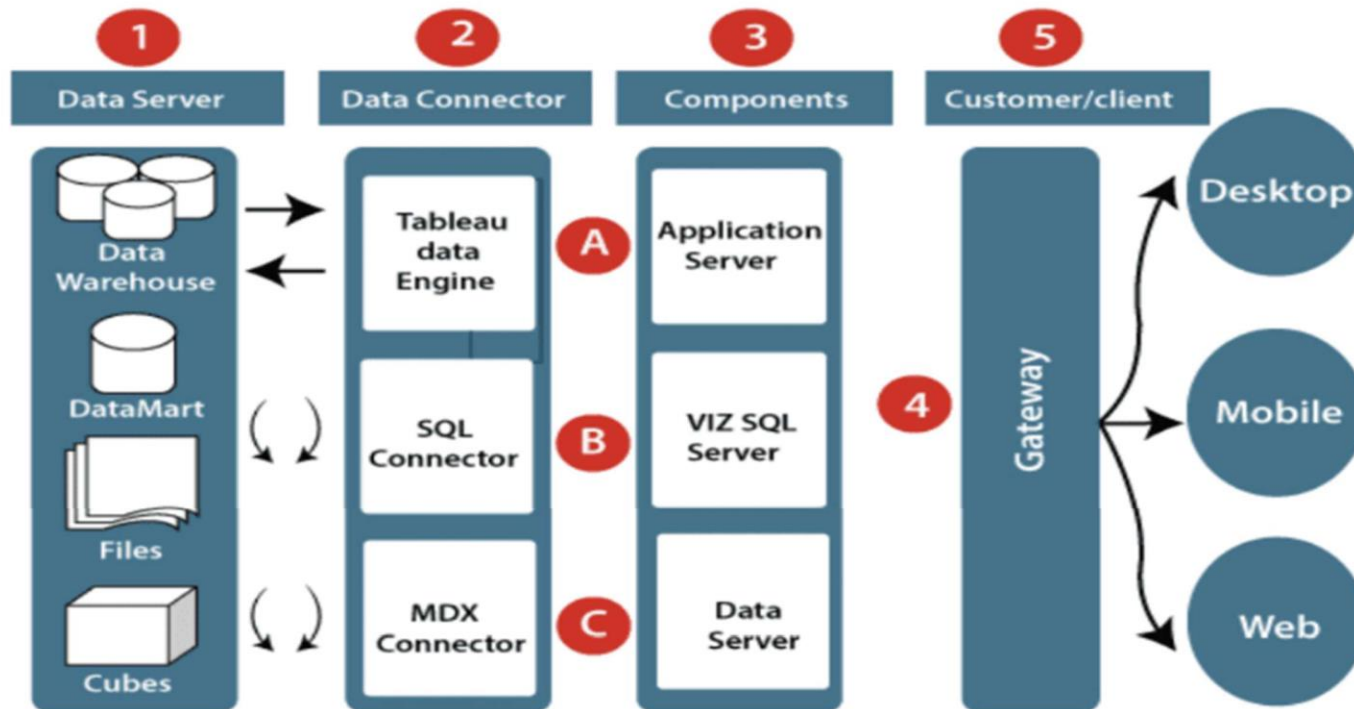 1
2
3
5
Data Server
Data Connector
Components
Customer/client
Data
Warehouse
DataMart
Files
Cubes
Tableau
data
Engine
SQL
Connector
MDX
Connector
A
B
C
Application
Server
VIZ SQL
Server
Data
Server
4
Gateway
Desktop
Mobile
Web